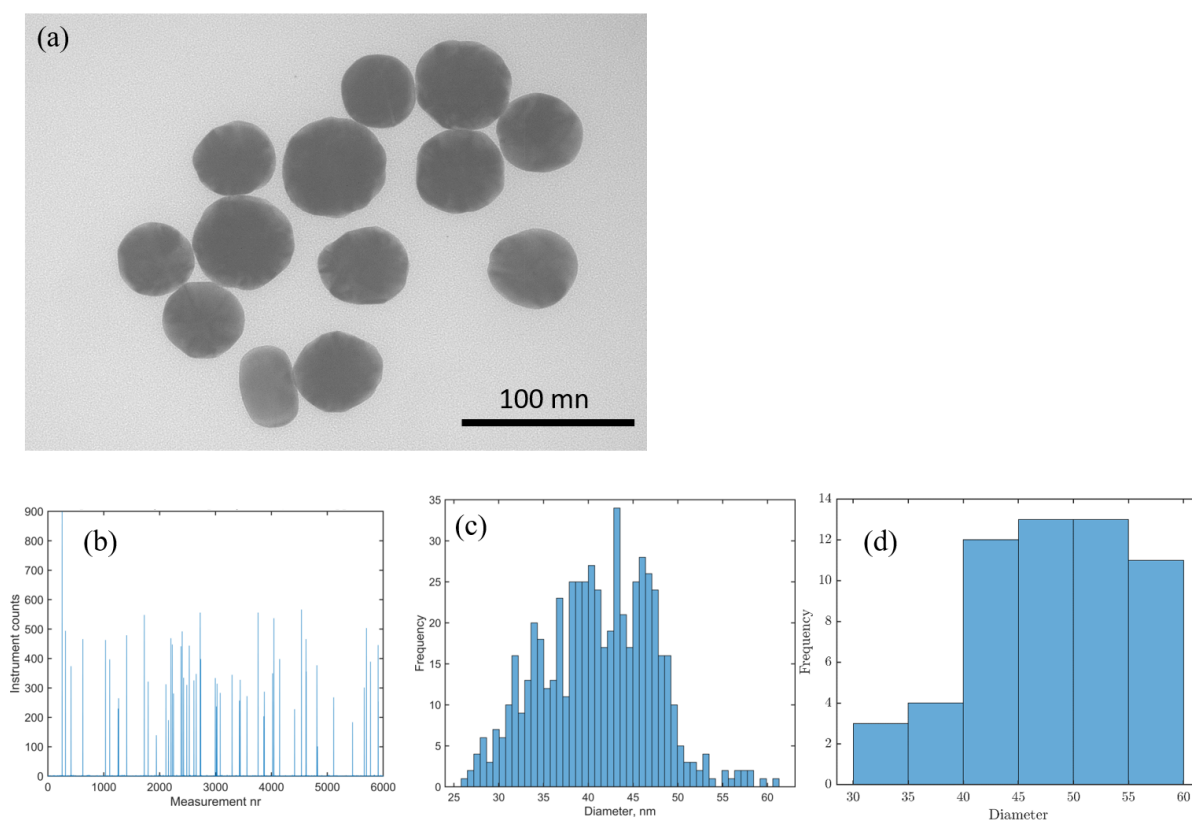 (a)
100 mn
(b)
900
800
700
600
500
400
300
200
100
0
Instrument counts
0 1000 2000 3000 4000 5000 6000
Measurement nr
(c)
35
30
25
20
15
10
5
0
Frequency
25 30 35 40 45 50 55 60
Diameter, nm
(d)
14
12
10
8
6
4
2
0
Frequency
30 35 40 45 50 55 60
Diameter